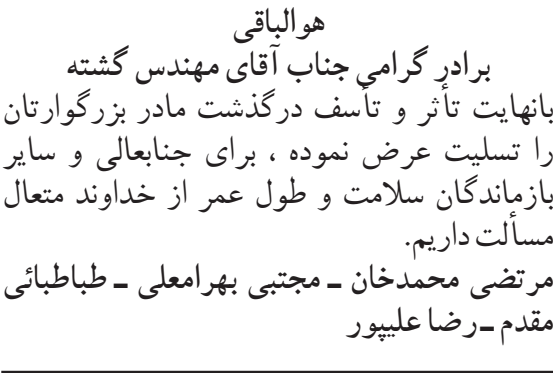 هوالباقی
برادر گرامی جناب آقای مهندس گشته
بانهایت تأثر و تأسف درگذشت مادر بزرگوارتان
را تسلیت عرض نموده ، برای جنابعالی و سایر
بازماندگان سلامت و طول عمر از خداوند متعال
مسألت داریم.
مرتضی محمدخان ـ مجتبی بهرامعلی ـ طباطبائی
مقدم ـ رضا علیپور